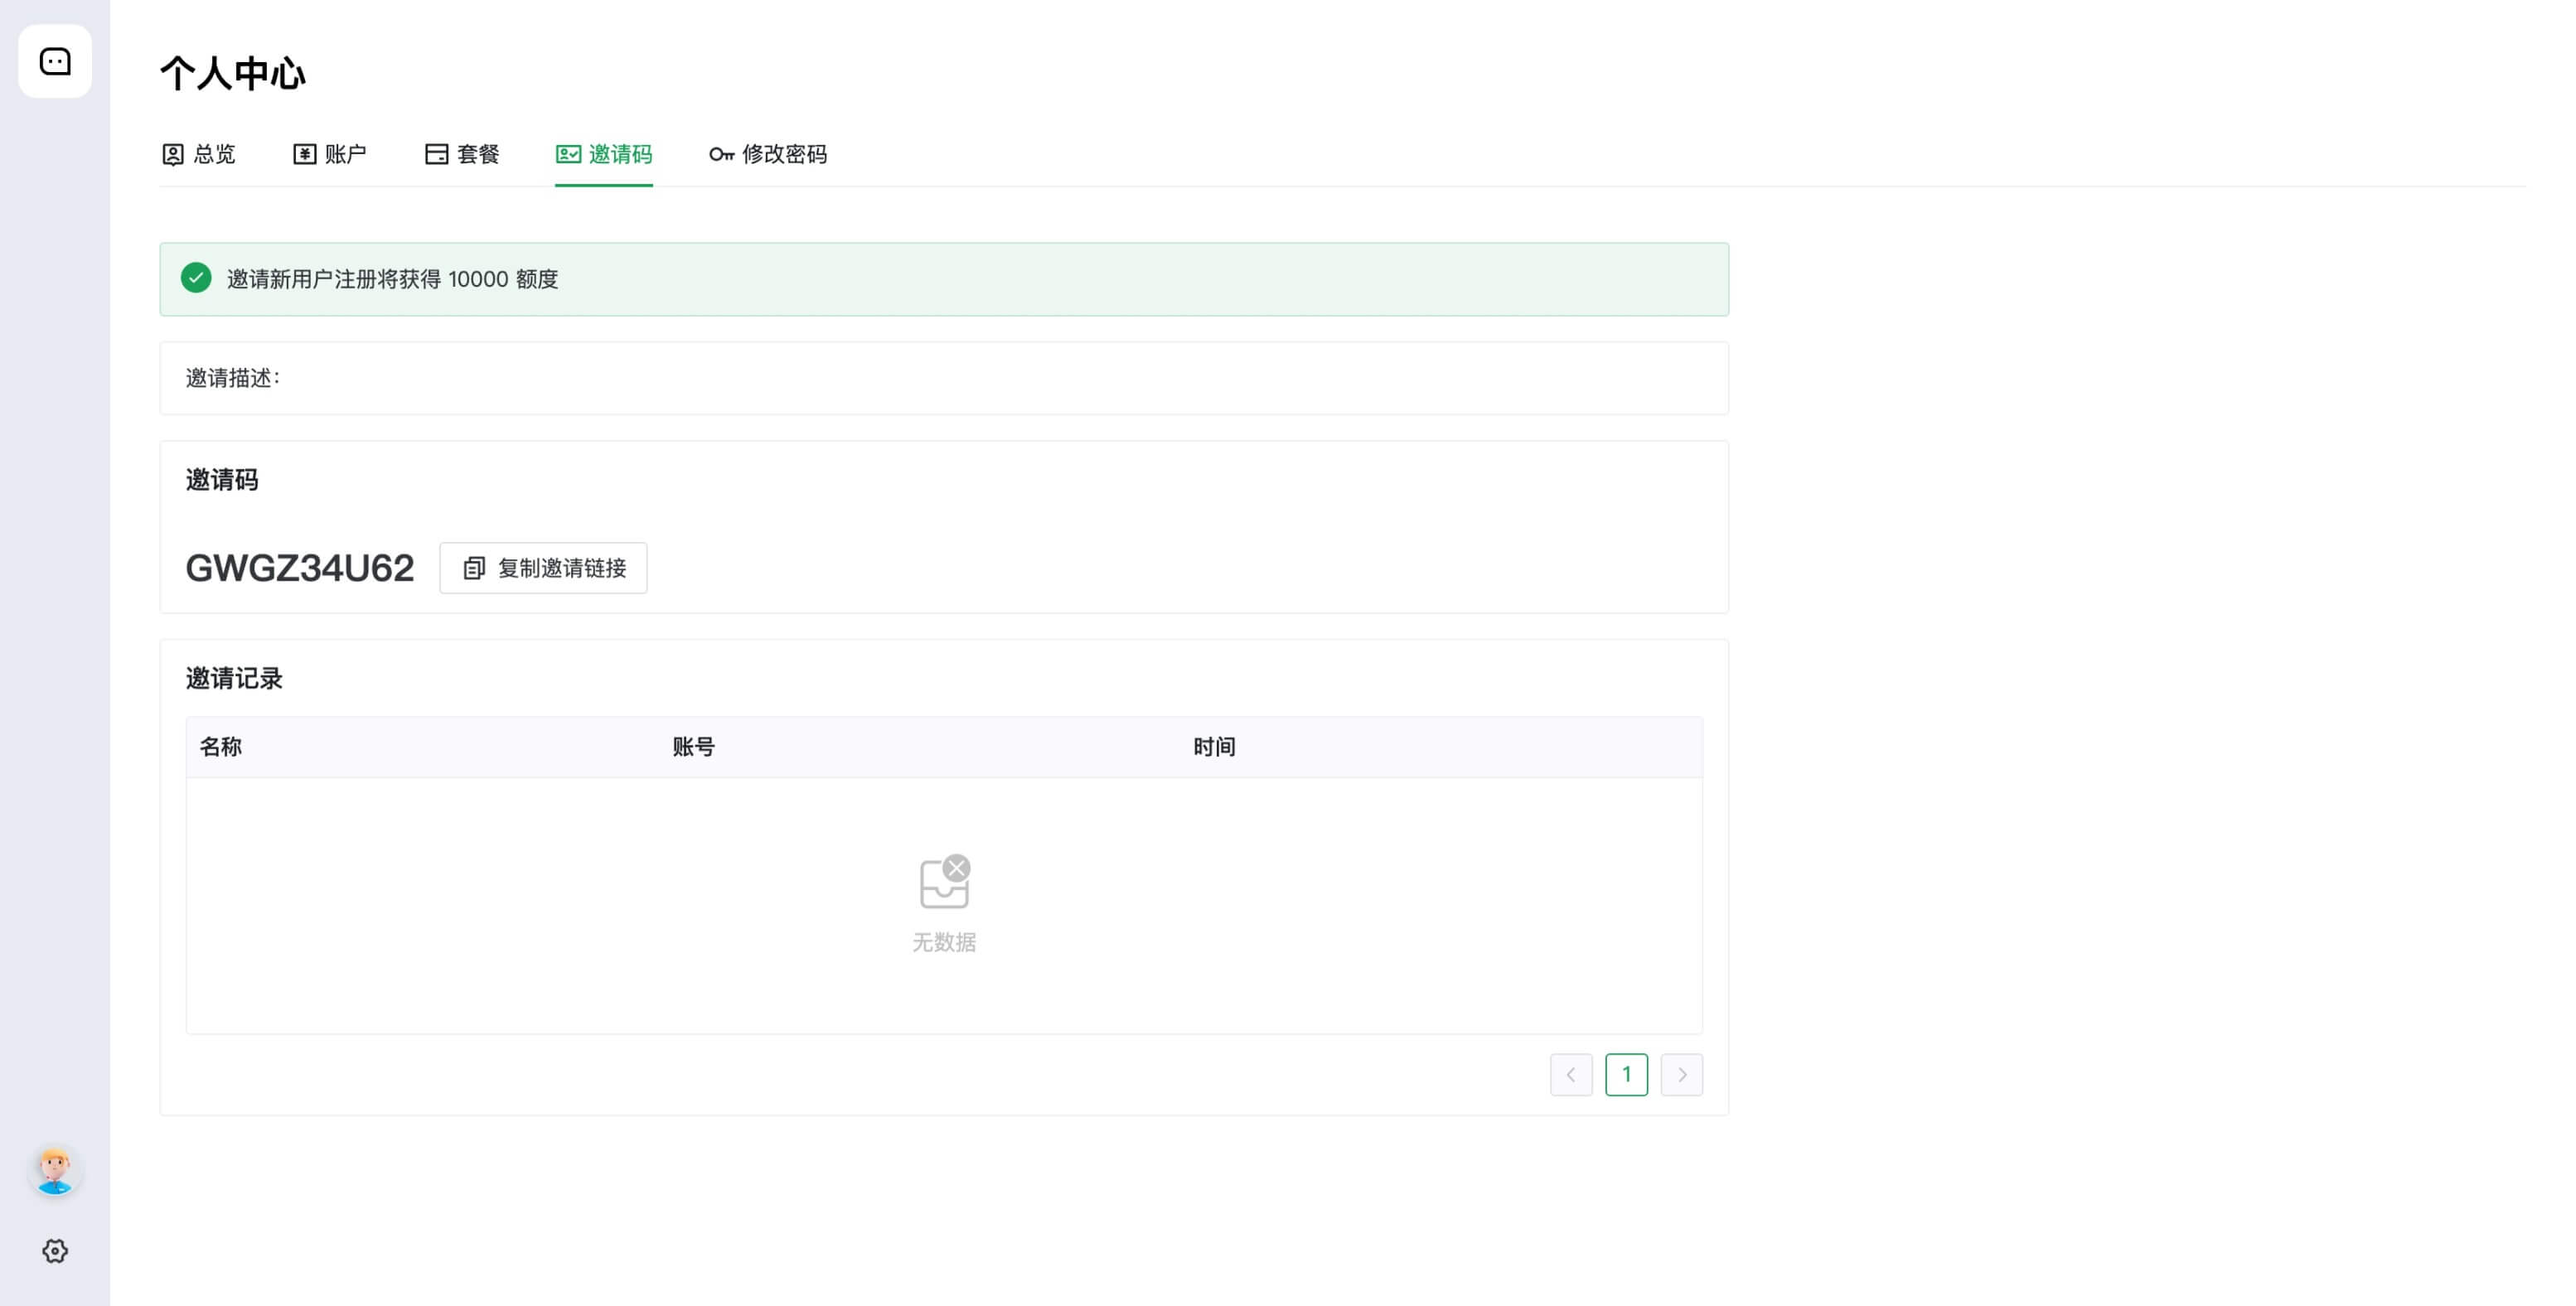 个人中心
总览
账户
套餐
邀请码
修改密码
邀请新用户注册将获得 10000 额度
邀请描述:
邀请码
GWGZ34U62
复制邀请链接
邀请记录
名称 账号 时间
无数据
1